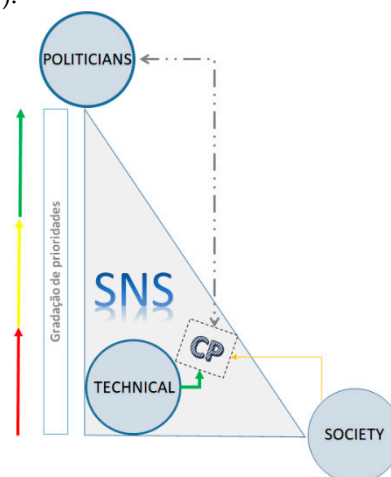 ).
POLITICIANS
Gradação de prioridades
SNS
CP
TECHNICAL
SOCIETY